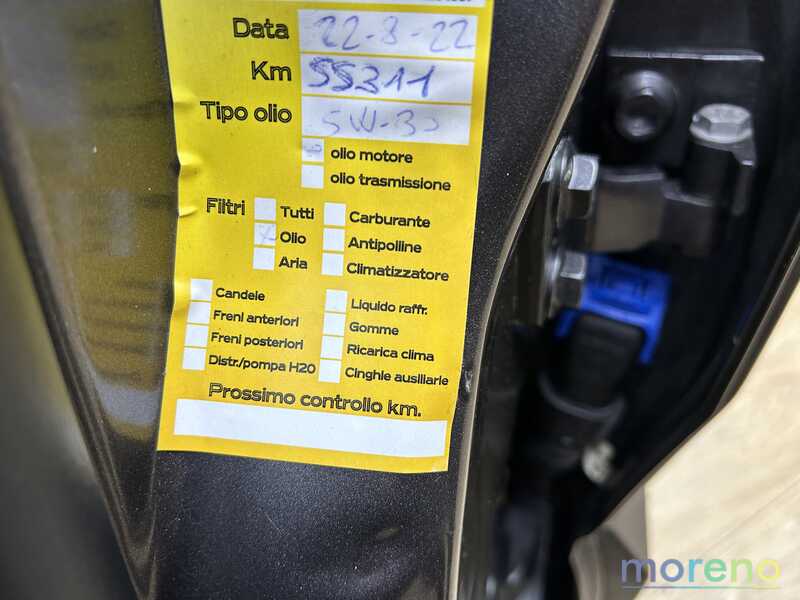 Data 22-8-22
Km 55311
Tipo olio 5W-30
olio motore
olio trasmissione
Filtri Tutti Carburante
x Olio Antipolline
Aria Climatizzatore
Candele Liquido raffr.
Freni anteriori Gomme
Freni posteriori Ricarica clima
Distr./pompa H2O Cinghie ausiliarie
Prossimo controllo km.
moreno